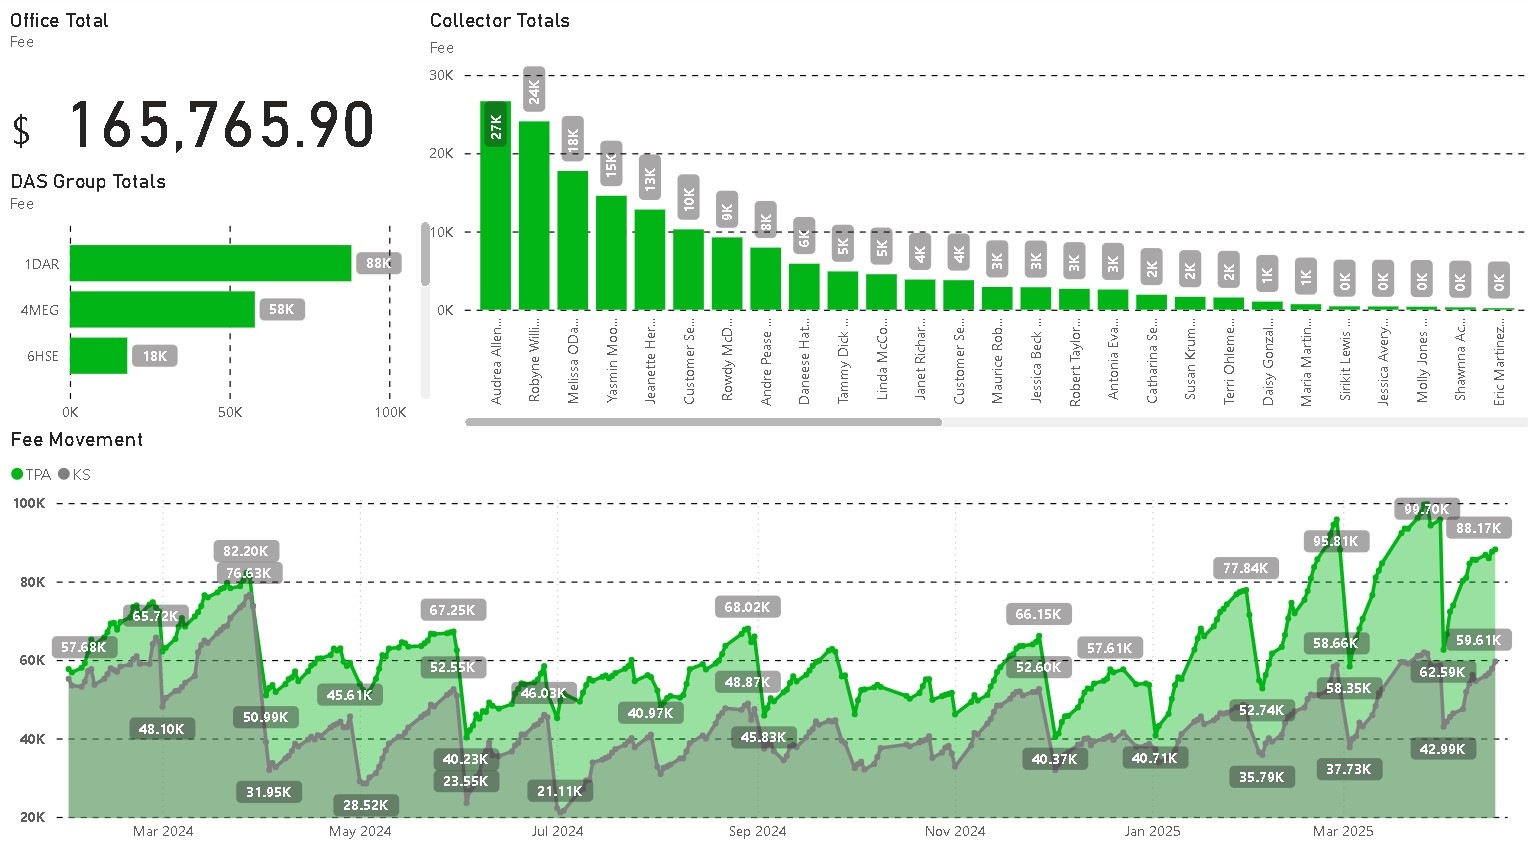 Office Total
Fee
$ 165,765.90
DAS Group Totals
Fee
1DAR 88K
4MEG 58K
6HSE 18K
0K 50K 100K
Collector Totals
Fee
30K
20K
10K
0K
27K 24K 18K 15K 13K 10K 9K 8K 6K 5K 5K 4K 4K 3K 3K 3K 3K 2K 2K 2K 1K 1K 0K 0K 0K 0K 0K
Audrea Allen...
Robyne Willi...
Melissa ODa...
Yasmin Moo...
Jeanette Her...
Customer Se...
Rowdy McD...
Andre Pease ...
Daneese Hat...
Tammy Dick ...
Linda McCo...
Janet Richar...
Customer Se...
Maurice Rob...
Jessica Beck ...
Robert Taylor...
Antonia Eva...
Catharina Se...
Susan Krum...
Terri Ohleme...
Daisy Gonzal...
Maria Martin...
Sirikit Lewis ...
Jessica Avery...
Molly Jones ...
Shawnna Ac...
Eric Martinez...
Fee Movement
TPA KS
100K
80K
60K
40K
20K
57.68K
65.72K
48.10K
82.20K
76.63K
50.99K
31.95K
45.61K
28.52K
67.25K
52.55K
40.23K
23.55K
46.03K
21.11K
40.97K
68.02K
48.87K
45.83K
66.15K
52.60K
40.37K
57.61K
40.71K
77.84K
52.74K
35.79K
95.81K
58.66K
58.35K
37.73K
99.70K
88.17K
59.61K
62.59K
42.99K
Mar 2024 May 2024 Jul 2024 Sep 2024 Nov 2024 Jan 2025 Mar 2025